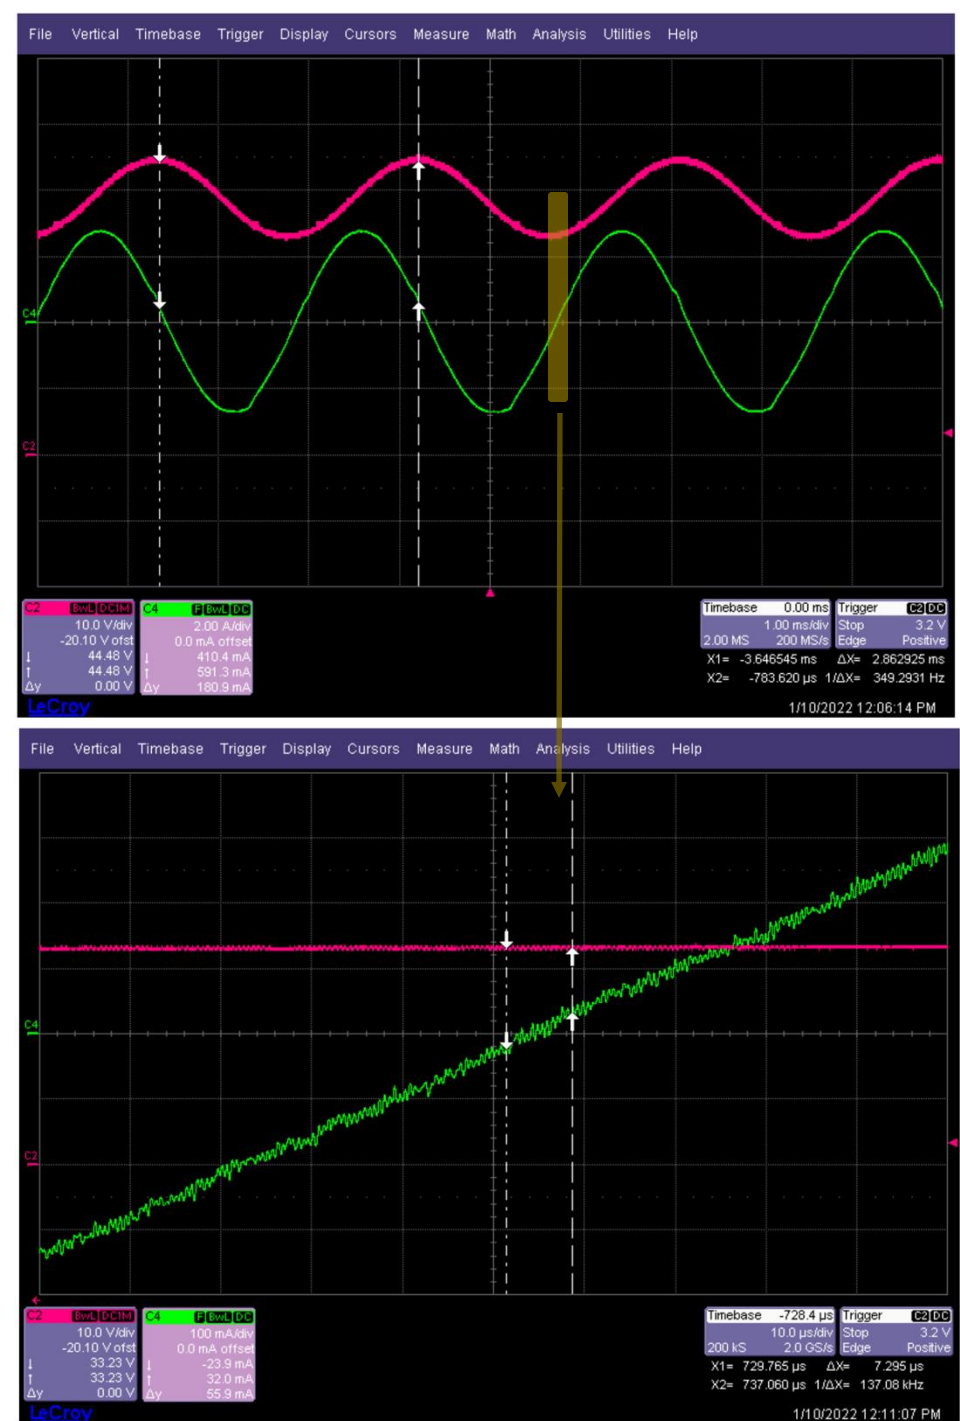 File Vertical Timebase Trigger Display Cursors Measure Math Analysis Utilities Help
C4
C2
C2 BwL DC1M
10.0 V/div
-20.10 V ofst
↓ 44.48 V
↑ 44.48 V
Δy 0.00 V
C4 F BwL DC
2.00 A/div
0.0 mA offset
↓ 410.4 mA
↑ 591.3 mA
Δy 180.9 mA
Timebase 0.00 ms
1.00 ms/div
2.00 MS 200 MS/s
Trigger C2 DC
Stop 3.2 V
Edge Positive
X1= -3.646545 ms ΔX= 2.862925 ms
X2= -783.620 µs 1/ΔX= 349.2931 Hz
LeCroy
1/10/2022 12:06:14 PM
File Vertical Timebase Trigger Display Cursors Measure Math Analysis Utilities Help
C4
C2
C2 BwL DC1M
10.0 V/div
-20.10 V ofst
↓ 33.23 V
↑ 33.23 V
Δy 0.00 V
C4 F BwL DC
100 mA/div
0.0 mA offset
↓ -23.9 mA
↑ 32.0 mA
Δy 55.9 mA
Timebase -728.4 µs
10.0 µs/div
200 kS 2.0 GS/s
Trigger C2 DC
Stop 3.2 V
Edge Positive
X1= 729.765 µs ΔX= 7.295 µs
X2= 737.060 µs 1/ΔX= 137.08 kHz
LeCroy
1/10/2022 12:11:07 PM